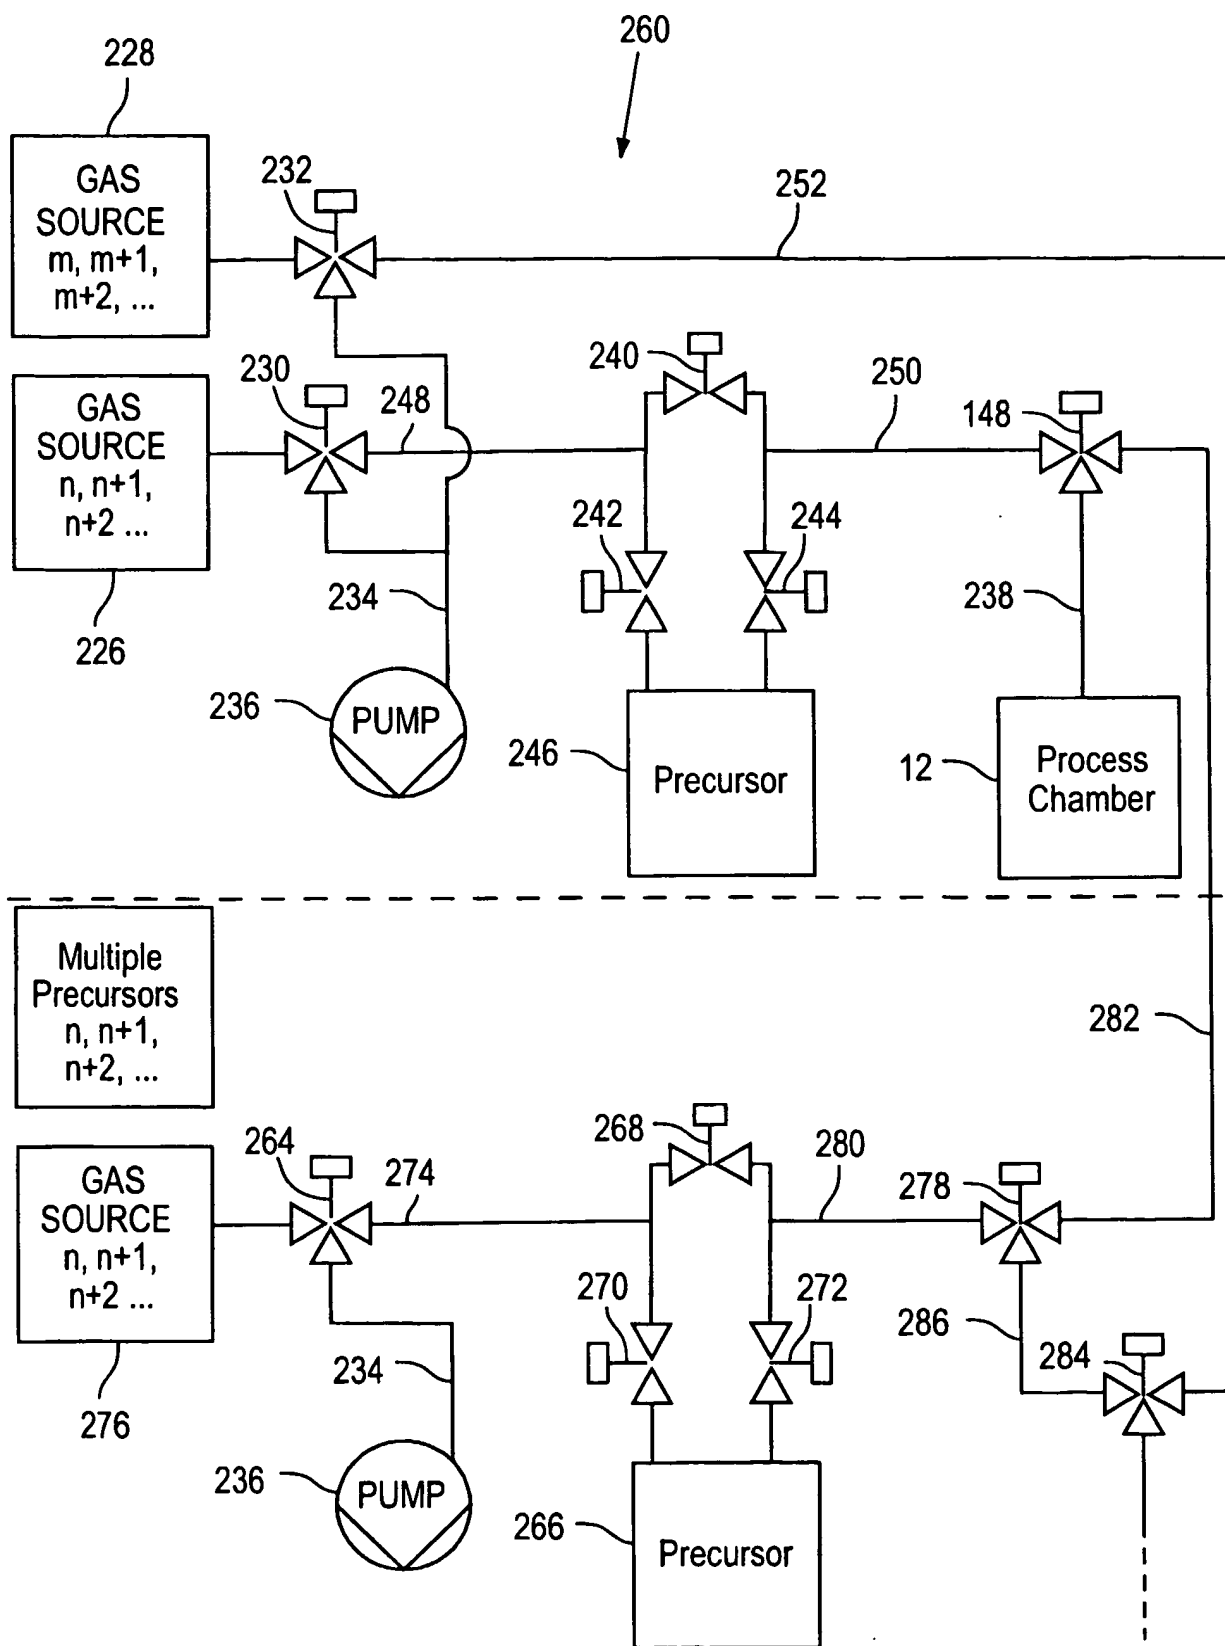 260
228
GAS
SOURCE
m, m+1,
m+2, ...
232
252
GAS
SOURCE
n, n+1,
n+2 ...
226
230
248
240
250
148
242
244
234
238
236
PUMP
246
Precursor
12
Process
Chamber
Multiple
Precursors
n, n+1,
n+2, ...
282
GAS
SOURCE
n, n+1,
n+2 ...
276
264
274
268
280
278
270
272
286
284
234
236
PUMP
266
Precursor